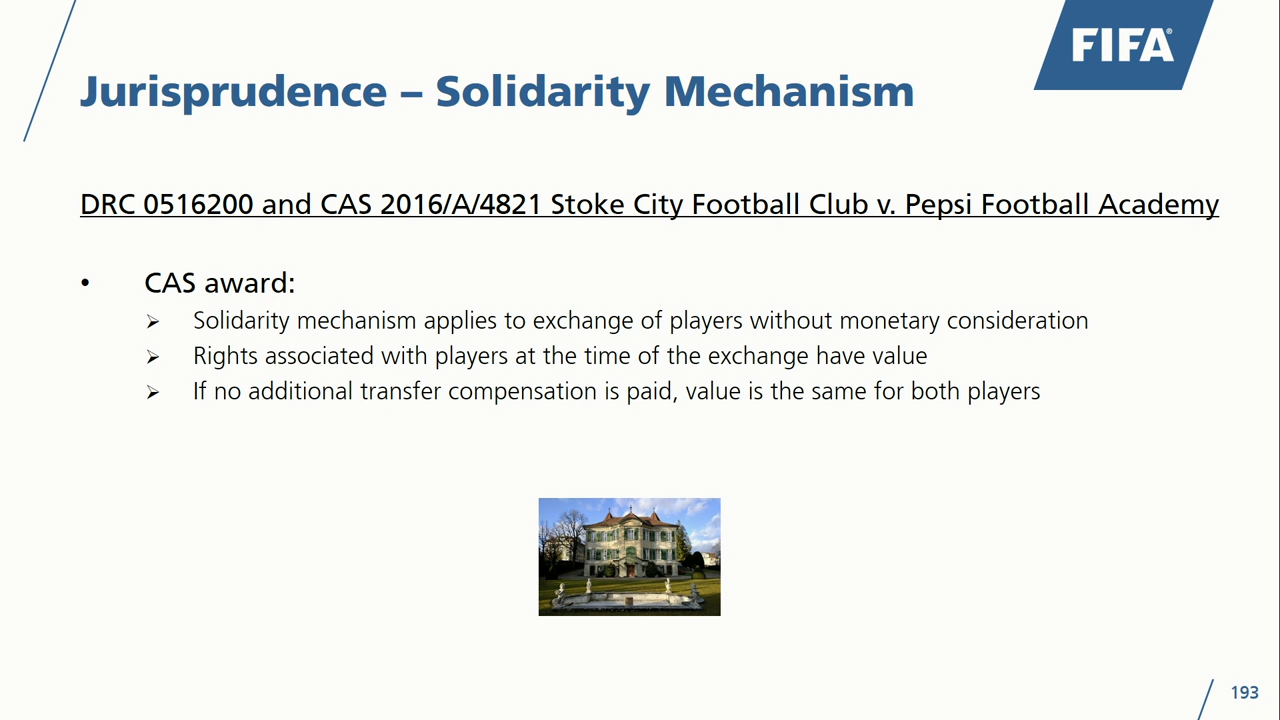 FIFA®
Jurisprudence – Solidarity Mechanism
DRC 0516200 and CAS 2016/A/4821 Stoke City Football Club v. Pepsi Football Academy
• CAS award:
➢ Solidarity mechanism applies to exchange of players without monetary consideration
➢ Rights associated with players at the time of the exchange have value
➢ If no additional transfer compensation is paid, value is the same for both players
193